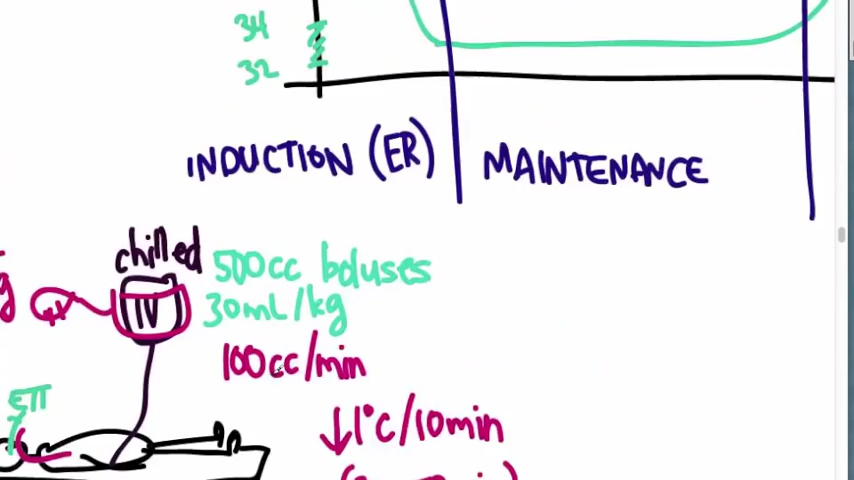 34
32
INDUCTION (ER)
MAINTENANCE
chilled
500cc boluses
IV
30mL/kg
100cc/min
ETT
↓1°C/10min